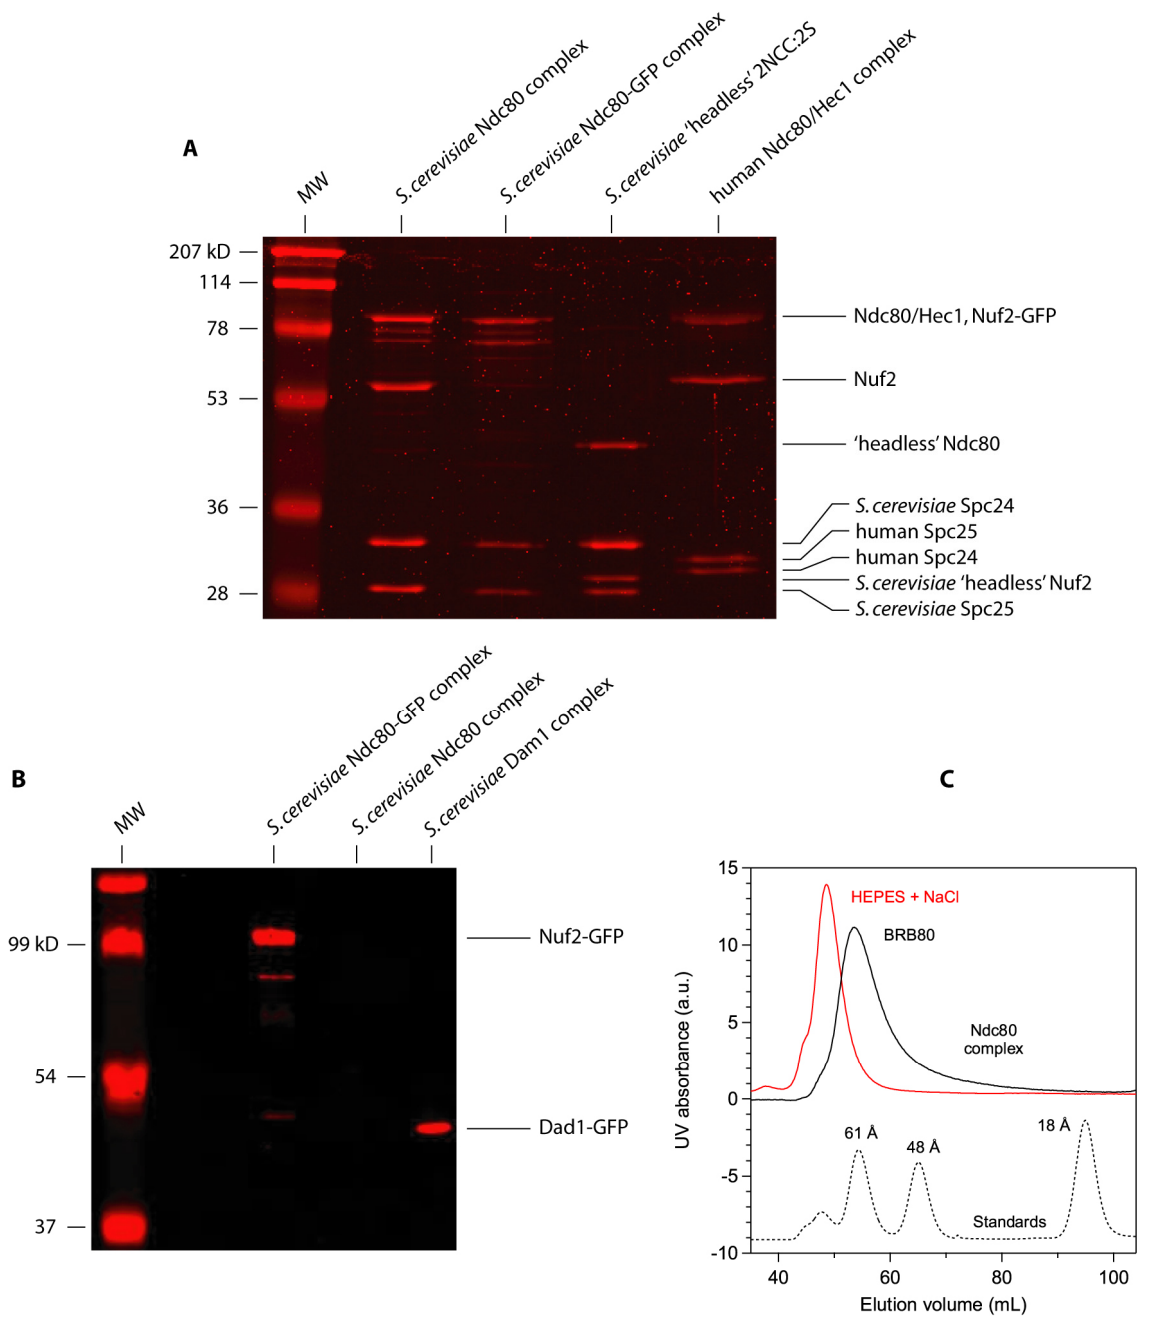 A
MW
S. cerevisiae Ndc80 complex
S. cerevisiae Ndc80-GFP complex
S. cerevisiae ‘headless’ 2NCC:2S
human Ndc80/Hec1 complex
207 kD
114
78
53
36
28
Ndc80/Hec1, Nuf2-GFP
Nuf2
‘headless’ Ndc80
S. cerevisiae Spc24
human Spc25
human Spc24
S. cerevisiae ‘headless’ Nuf2
S. cerevisiae Spc25
B
MW
S. cerevisiae Ndc80-GFP complex
S. cerevisiae Ndc80 complex
S. cerevisiae Dam1 complex
99 kD
54
37
Nuf2-GFP
Dad1-GFP
C
15
10
5
0
-5
-10
UV absorbance (a.u.)
HEPES + NaCl
BRB80
Ndc80
complex
61 Å
48 Å
18 Å
Standards
40
60
80
100
Elution volume (mL)